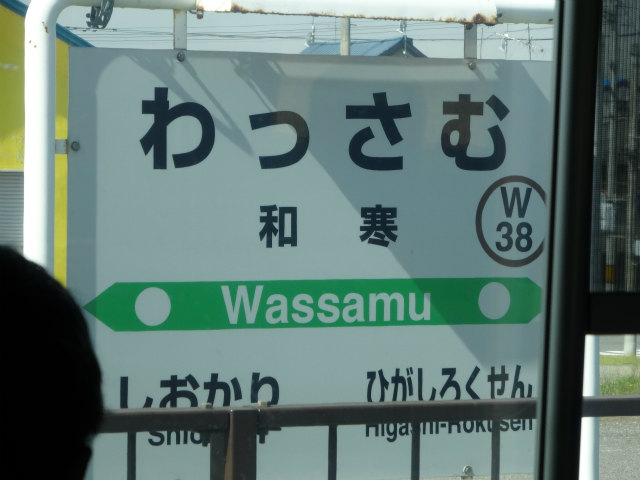 わっさむ
和寒
W
38
Wassamu
しおかり ひがしろくせん
Higashi-Rokusen